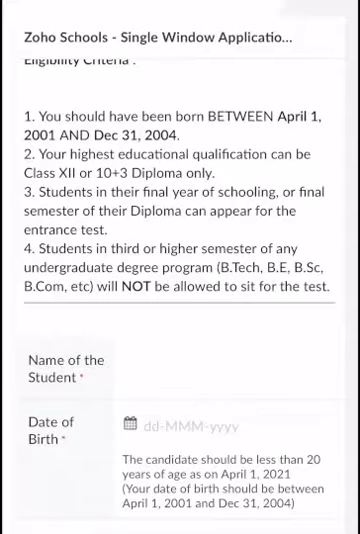 Zoho Schools - Single Window Applicatio...
Eligibility Criteria :
1. You should have been born BETWEEN April 1,
2001 AND Dec 31, 2004.
2. Your highest educational qualification can be
Class XII or 10+3 Diploma only.
3. Students in their final year of schooling, or final
semester of their Diploma can appear for the
entrance test.
4. Students in third or higher semester of any
undergraduate degree program (B.Tech, B.E, B.Sc,
B.Com, etc) will NOT be allowed to sit for the test.
Name of the
Student *
Date of
Birth *
dd-MMM-yyyy
The candidate should be less than 20
years of age as on April 1, 2021
(Your date of birth should be between
April 1, 2001 and Dec 31, 2004)